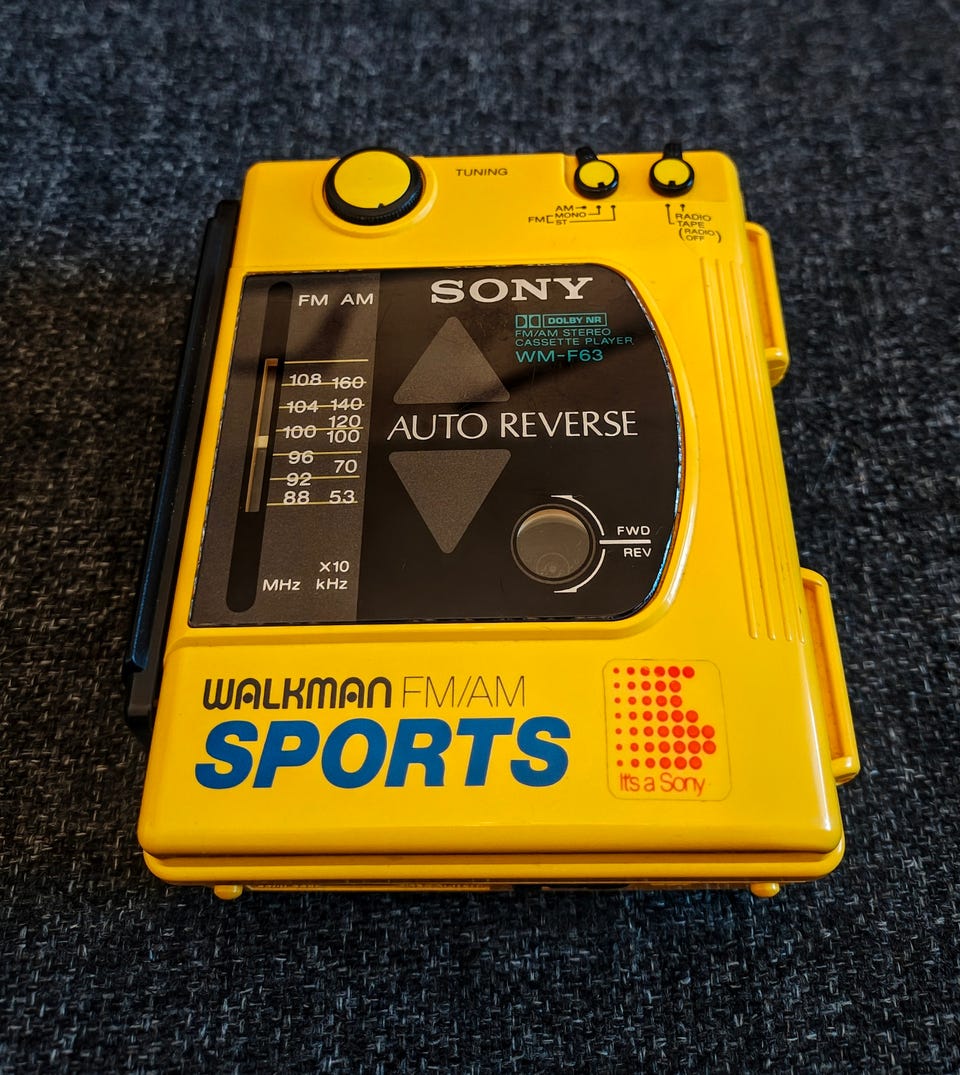 TUNING
AM
FM MONO
ST
RADIO
TAPE
(RADIO OFF)
FM AM
SONY
DOLBY NR
FM/AM STEREO
CASSETTE PLAYER
WM-F63
108 160
104 140
120
100 100
96 70
92
88 53
AUTO REVERSE
FWD
REV
X10
MHz kHz
WALKMAN FM/AM
SPORTS
It's a Sony